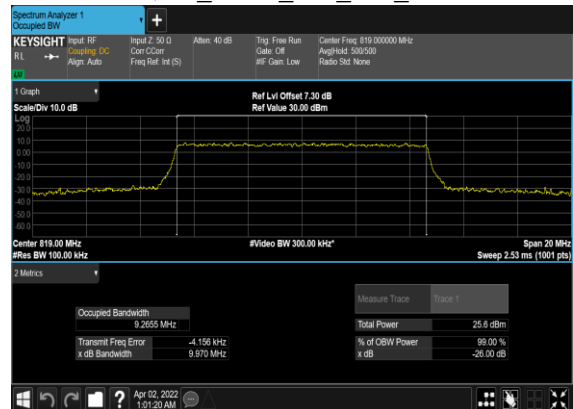 Spectrum Analyzer 1
Occupied BW
+
KEYSIGHT Input: RF Input Z: 50 Ω Atten: 40 dB Trig: Free Run Center Freq: 819.000000 MHz
RL Coupling: DC Corr CCorr Gate: Off Avg|Hold: 500/500
Align: Auto Freq Ref: Int (S) #IF Gain: Low Radio Std: None
LXI
1 Graph
Ref Lvl Offset 7.30 dB
Scale/Div 10.0 dB Ref Value 30.00 dBm
Log
20.0
10.0
0.00
-10.0
-20.0
-30.0
-40.0
-50.0
-60.0
Center 819.00 MHz #Video BW 300.00 kHz* Span 20 MHz
#Res BW 100.00 kHz Sweep 2.53 ms (1001 pts)
2 Metrics
Measure Trace Trace 1
Occupied Bandwidth
9.2655 MHz Total Power 25.6 dBm
Transmit Freq Error -4.156 kHz % of OBW Power 99.00 %
x dB Bandwidth 9.970 MHz x dB -26.00 dB
? Apr 02, 2022
1:01:20 AM